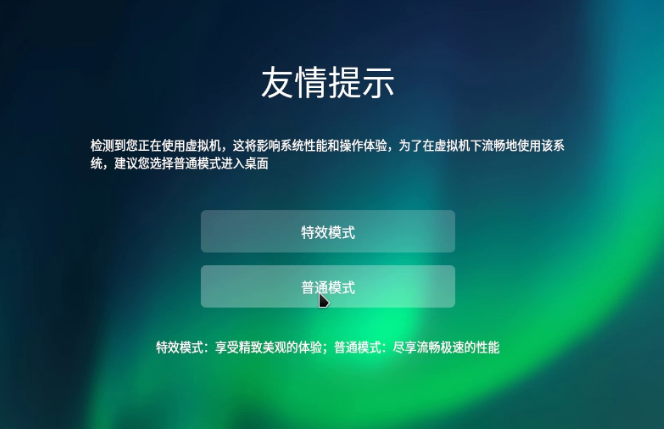 友情提示
检测到您正在使用虚拟机，这将影响系统性能和操作体验，为了在虚拟机下流畅地使用该系
统，建议您选择普通模式进入桌面
特效模式
普通模式
特效模式：享受精致美观的体验；普通模式：尽享流畅极速的性能